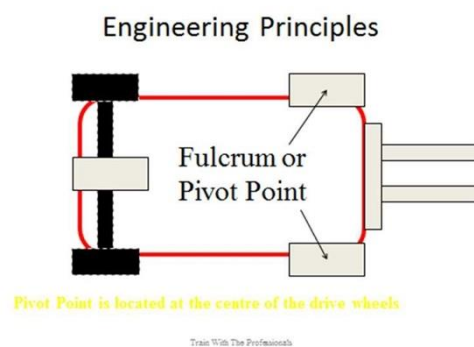 Engineering Principles
Fulcrum or
Pivot Point
Pivot Point is located at the centre of the drive wheels
Train With The Professionals